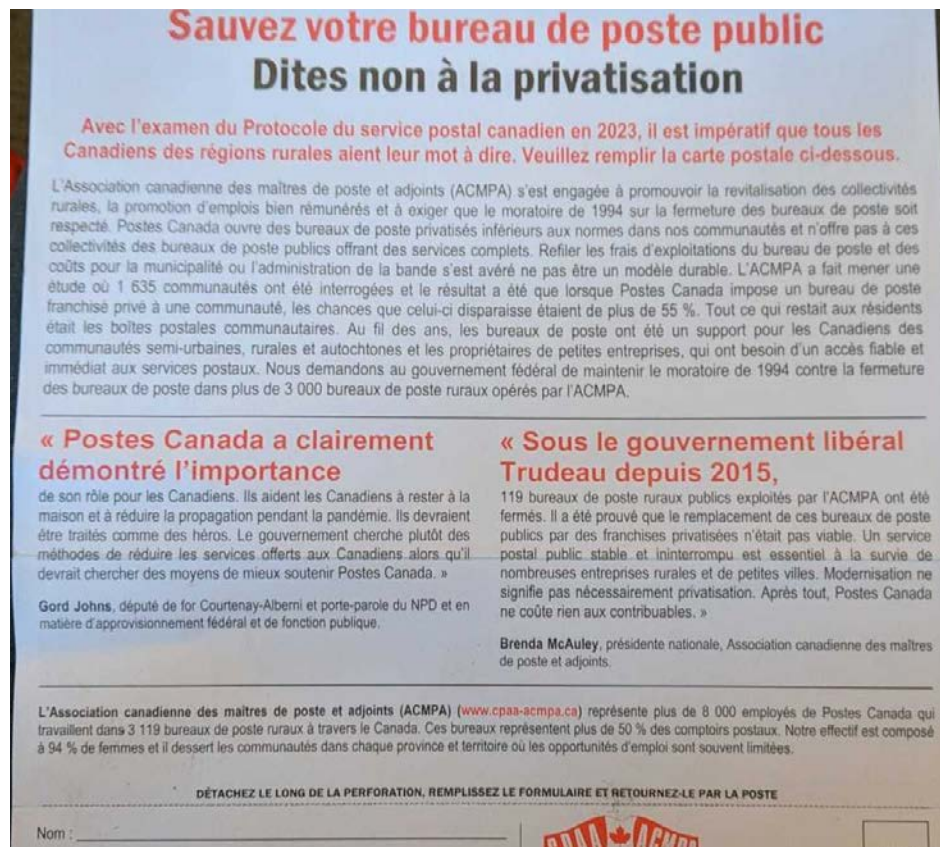 Sauvez votre bureau de poste public
Dites non à la privatisation
Avec l'examen du Protocole du service postal canadien en 2023, il est impératif que tous les
Canadiens des régions rurales aient leur mot à dire. Veuillez remplir la carte postale ci-dessous.
L'Association canadienne des maîtres de poste et adjoints (ACMPA) s'est engagée à promouvoir la revitalisation des collectivités
rurales, la promotion d'emplois bien rémunérés et à exiger que le moratoire de 1994 sur la fermeture des bureaux de poste soit
respecté. Postes Canada ouvre des bureaux de poste privatisés inférieurs aux normes dans nos communautés et n'offre pas à ces
collectivités des bureaux de poste publics offrant des services complets. Refiler les frais d'exploitations du bureau de poste et des
coûts pour la municipalité ou l'administration de la bande s'est avéré ne pas être un modèle durable. L'ACMPA a fait mener une
étude où 1 635 communautés ont été interrogées et le résultat a été que lorsque Postes Canada impose un bureau de poste
franchisé privé à une communauté, les chances que celui-ci disparaisse étaient de plus de 55 %. Tout ce qui restait aux résidents
était les boîtes postales communautaires. Au fil des ans, les bureaux de poste ont été un support pour les Canadiens des
communautés semi-urbaines, rurales et autochtones et les propriétaires de petites entreprises, qui ont besoin d'un accès fiable et
immédiat aux services postaux. Nous demandons au gouvernement fédéral de maintenir le moratoire de 1994 contre la fermeture
des bureaux de poste dans plus de 3 000 bureaux de poste ruraux opérés par l'ACMPA.
« Postes Canada a clairement
démontré l'importance
de son rôle pour les Canadiens. Ils aident les Canadiens à rester à la
maison et à réduire la propagation pendant la pandémie. Ils devraient
être traités comme des héros. Le gouvernement cherche plutôt des
méthodes de réduire les services offerts aux Canadiens alors qu'il
devrait chercher des moyens de mieux soutenir Postes Canada. »
Gord Johns, député de for Courtenay-Alberni et porte-parole du NPD et en
matière d'approvisionnement fédéral et de fonction publique.
« Sous le gouvernement libéral
Trudeau depuis 2015,
119 bureaux de poste ruraux publics exploités par l'ACMPA ont été
fermés. Il a été prouvé que le remplacement de ces bureaux de poste
publics par des franchises privatisées n'était pas viable. Un service
postal public stable et ininterrompu est essentiel à la survie de
nombreuses entreprises rurales et de petites villes. Modernisation ne
signifie pas nécessairement privatisation. Après tout, Postes Canada
ne coûte rien aux contribuables. »
Brenda McAuley, présidente nationale, Association canadienne des maîtres
de poste et adjoints.
L'Association canadienne des maîtres de poste et adjoints (ACMPA) (www.cpaa-acmpa.ca) représente plus de 8 000 employés de Postes Canada qui
travaillent dans 3 119 bureaux de poste ruraux à travers le Canada. Ces bureaux représentent plus de 50 % des comptoirs postaux. Notre effectif est composé
à 94 % de femmes et il dessert les communautés dans chaque province et territoire où les opportunités d'emploi sont souvent limitées.
DÉTACHEZ LE LONG DE LA PERFORATION, REMPLISSEZ LE FORMULAIRE ET RETOURNEZ-LE PAR LA POSTE
Nom :
CPAA ACMPA